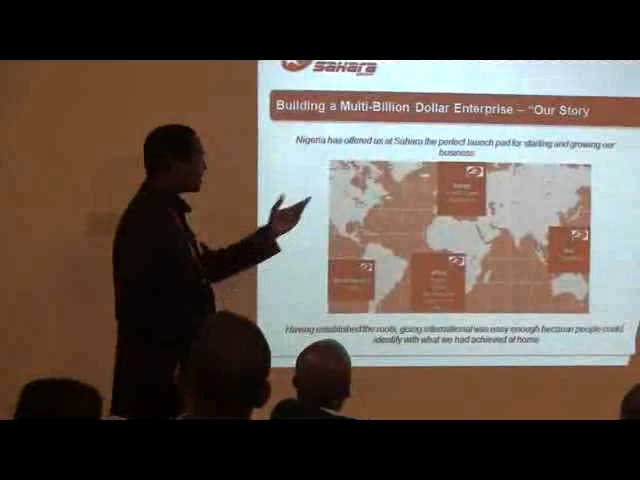 sahara
Building a Multi-Billion Dollar Enterprise – "Our Story
Nigeria has offered us at Sahara the perfect launch pad for starting and growing our
business
Having established the roots, going international was easy enough because people could
identify with what we had achieved at home